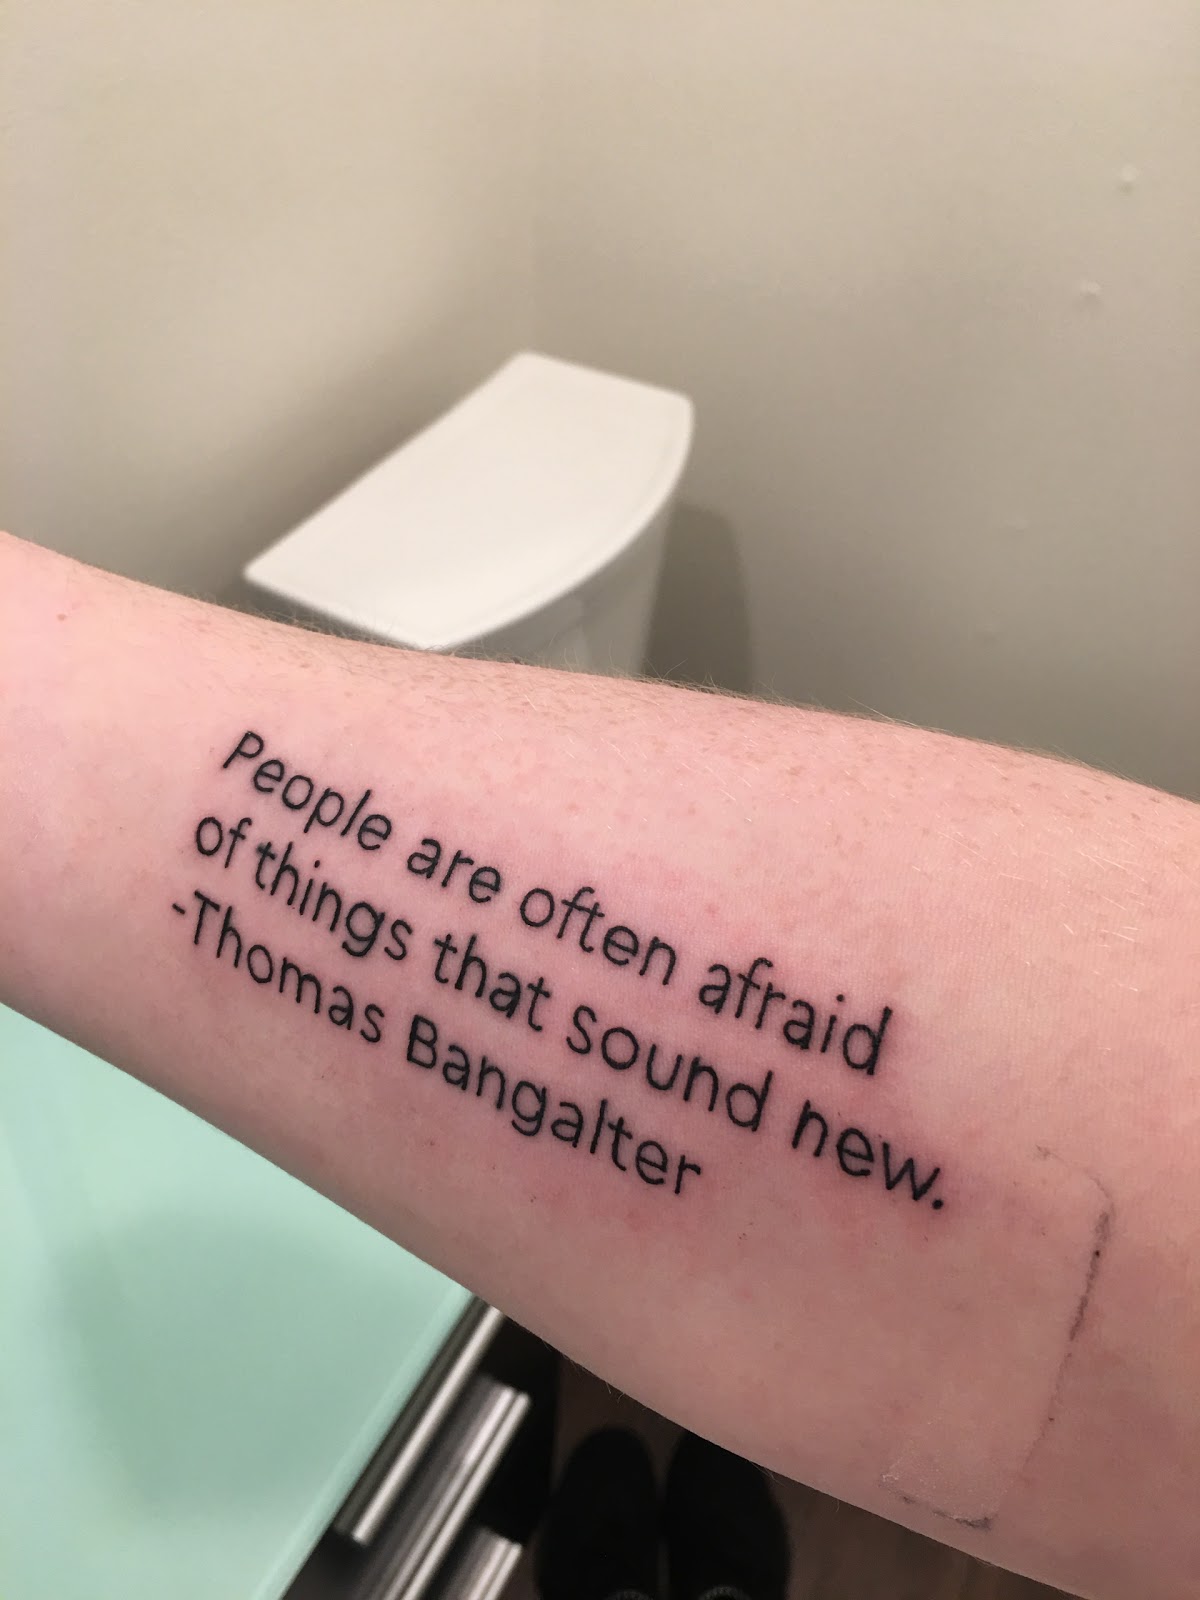 People are often afraid
of things that sound new.
-Thomas Bangalter